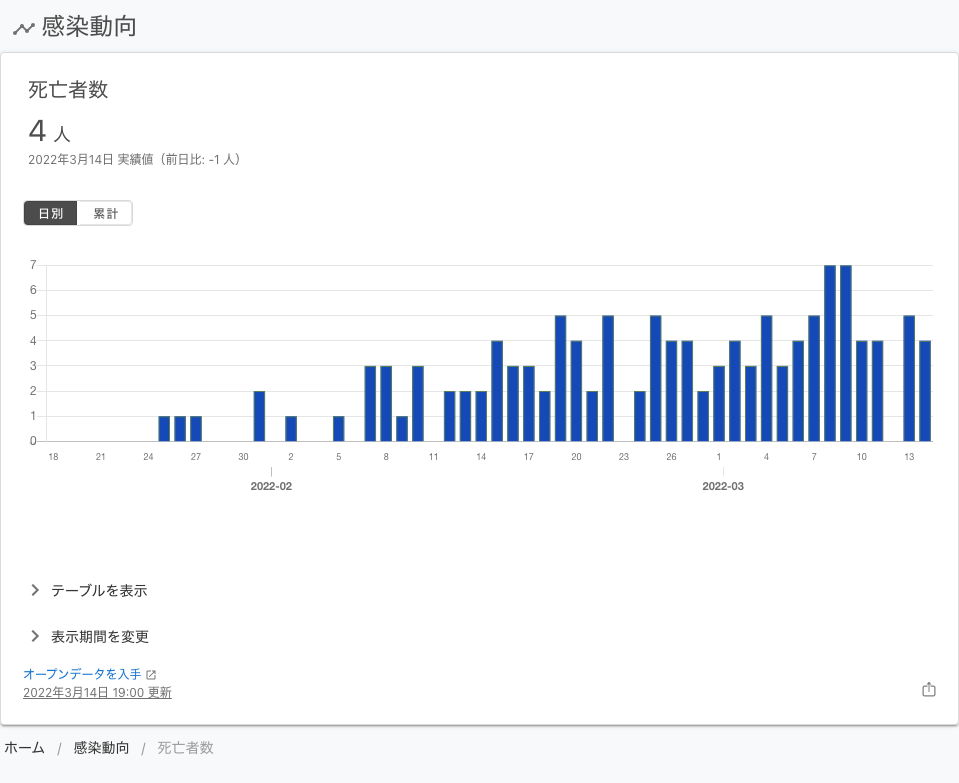 感染動向
死亡者数
4 人
2022年3月14日 実績値（前日比: -1 人）
日別 累計
7
6
5
4
3
2
1
0
18 21 24 27 30 2 5 8 11 14 17 20 23 26 1 4 7 10 13
2022-02 2022-03
テーブルを表示
表示期間を変更
オープンデータを入手
2022年3月14日 19:00 更新
ホーム / 感染動向 / 死亡者数